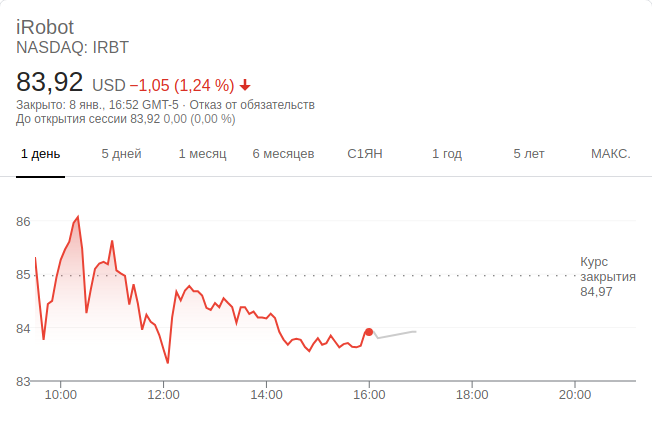 iRobot
NASDAQ: IRBT
83,92 USD −1,05 (1,24 %)
Закрыто: 8 янв., 16:52 GMT-5 · Отказ от обязательств
До открытия сессии 83,92 0,00 (0,00 %)
1 день 5 дней 1 месяц 6 месяцев С1ЯН 1 год 5 лет МАКС.
86
85
84
83
Курс
закрытия
84,97
10:00 12:00 14:00 16:00 18:00 20:00